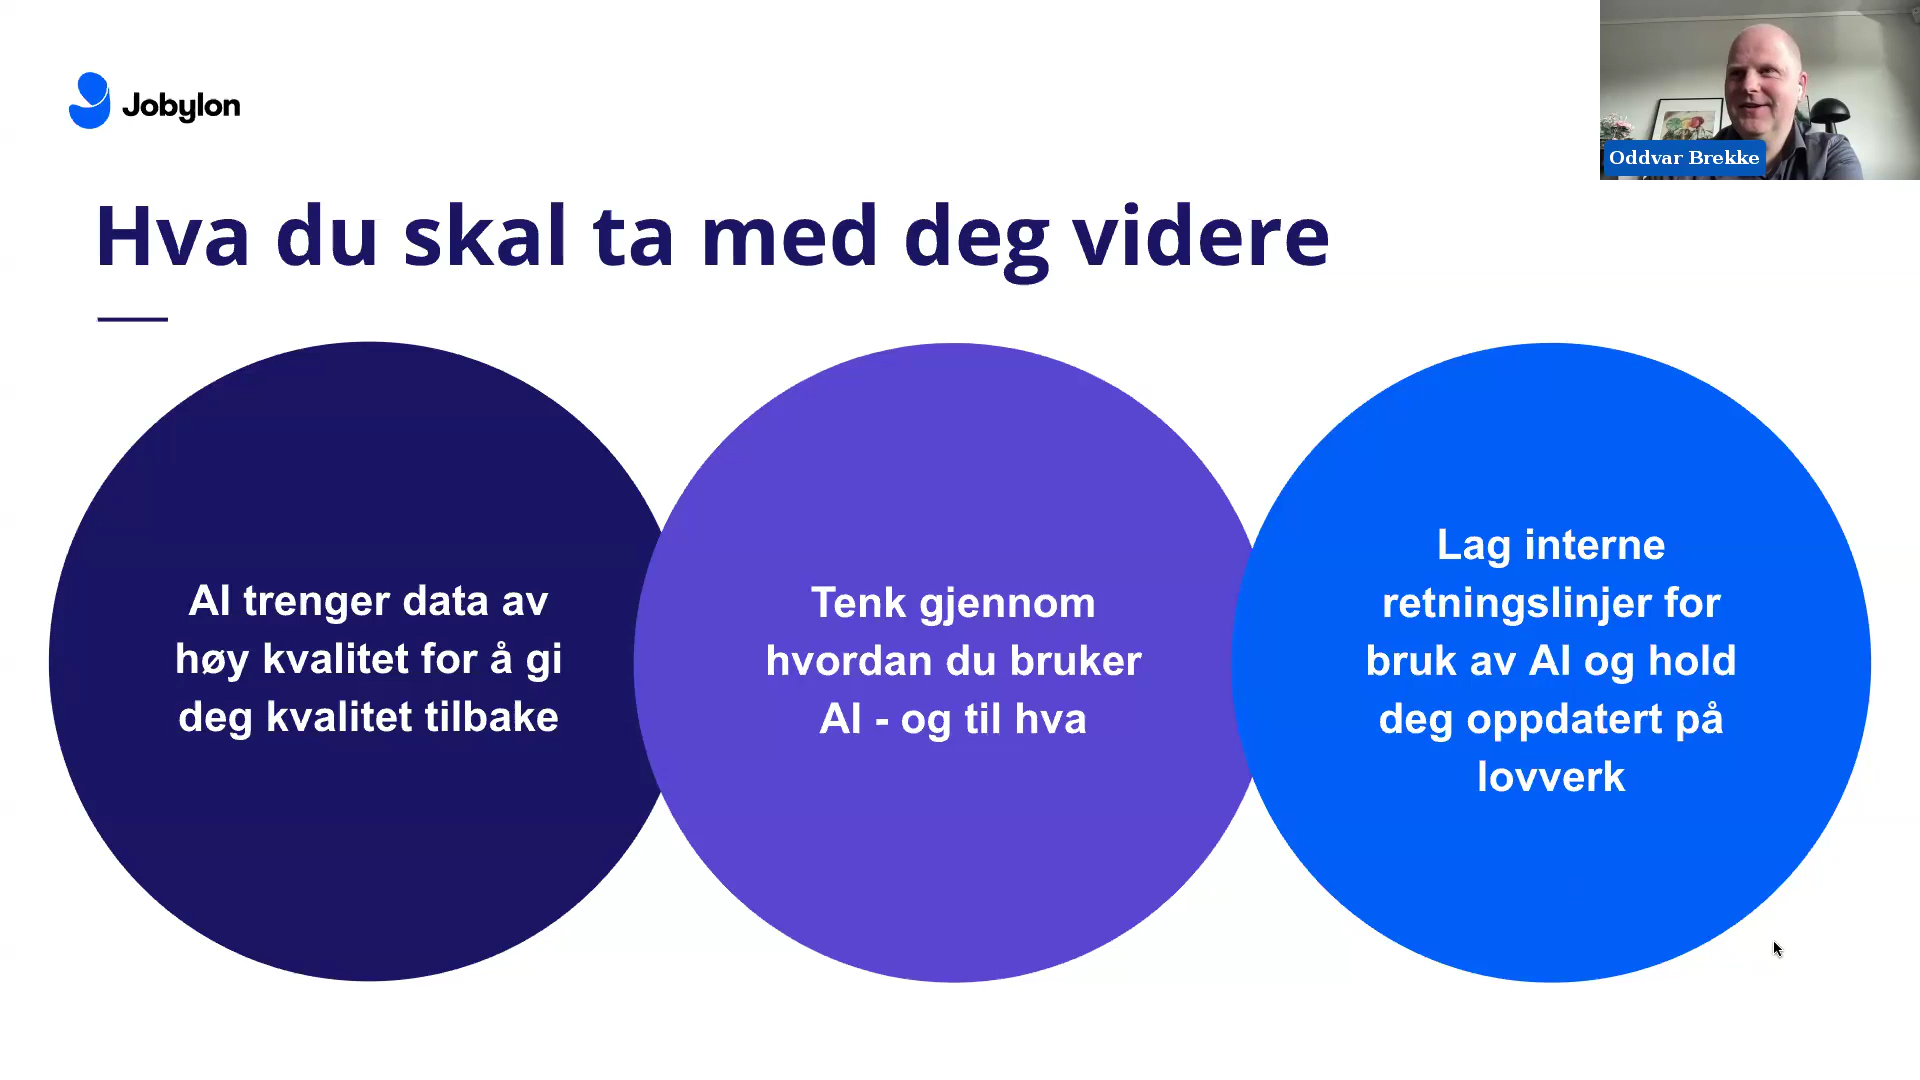 Jobylon
Oddvar Brekke
Hva du skal ta med deg videre
AI trenger data av
høy kvalitet for å gi
deg kvalitet tilbake
Tenk gjennom
hvordan du bruker
AI - og til hva
Lag interne
retningslinjer for
bruk av AI og hold
deg oppdatert på
lovverk